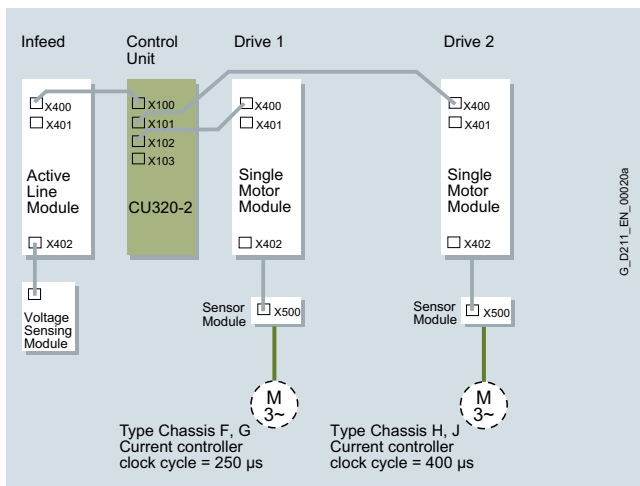 Infeed
Control
Unit
Drive 1
Drive 2
X400
X401
Active
Line
Module
X402
Voltage
Sensing
Module
X100
X101
X102
X103
CU320-2
X400
X401
Single
Motor
Module
X402
Sensor
Module
X500
M
3~
Type Chassis F, G
Current controller
clock cycle = 250 µs
X400
X401
Single
Motor
Module
X402
Sensor
Module
X500
M
3~
Type Chassis H, J
Current controller
clock cycle = 400 µs
G_D211_EN_00020a